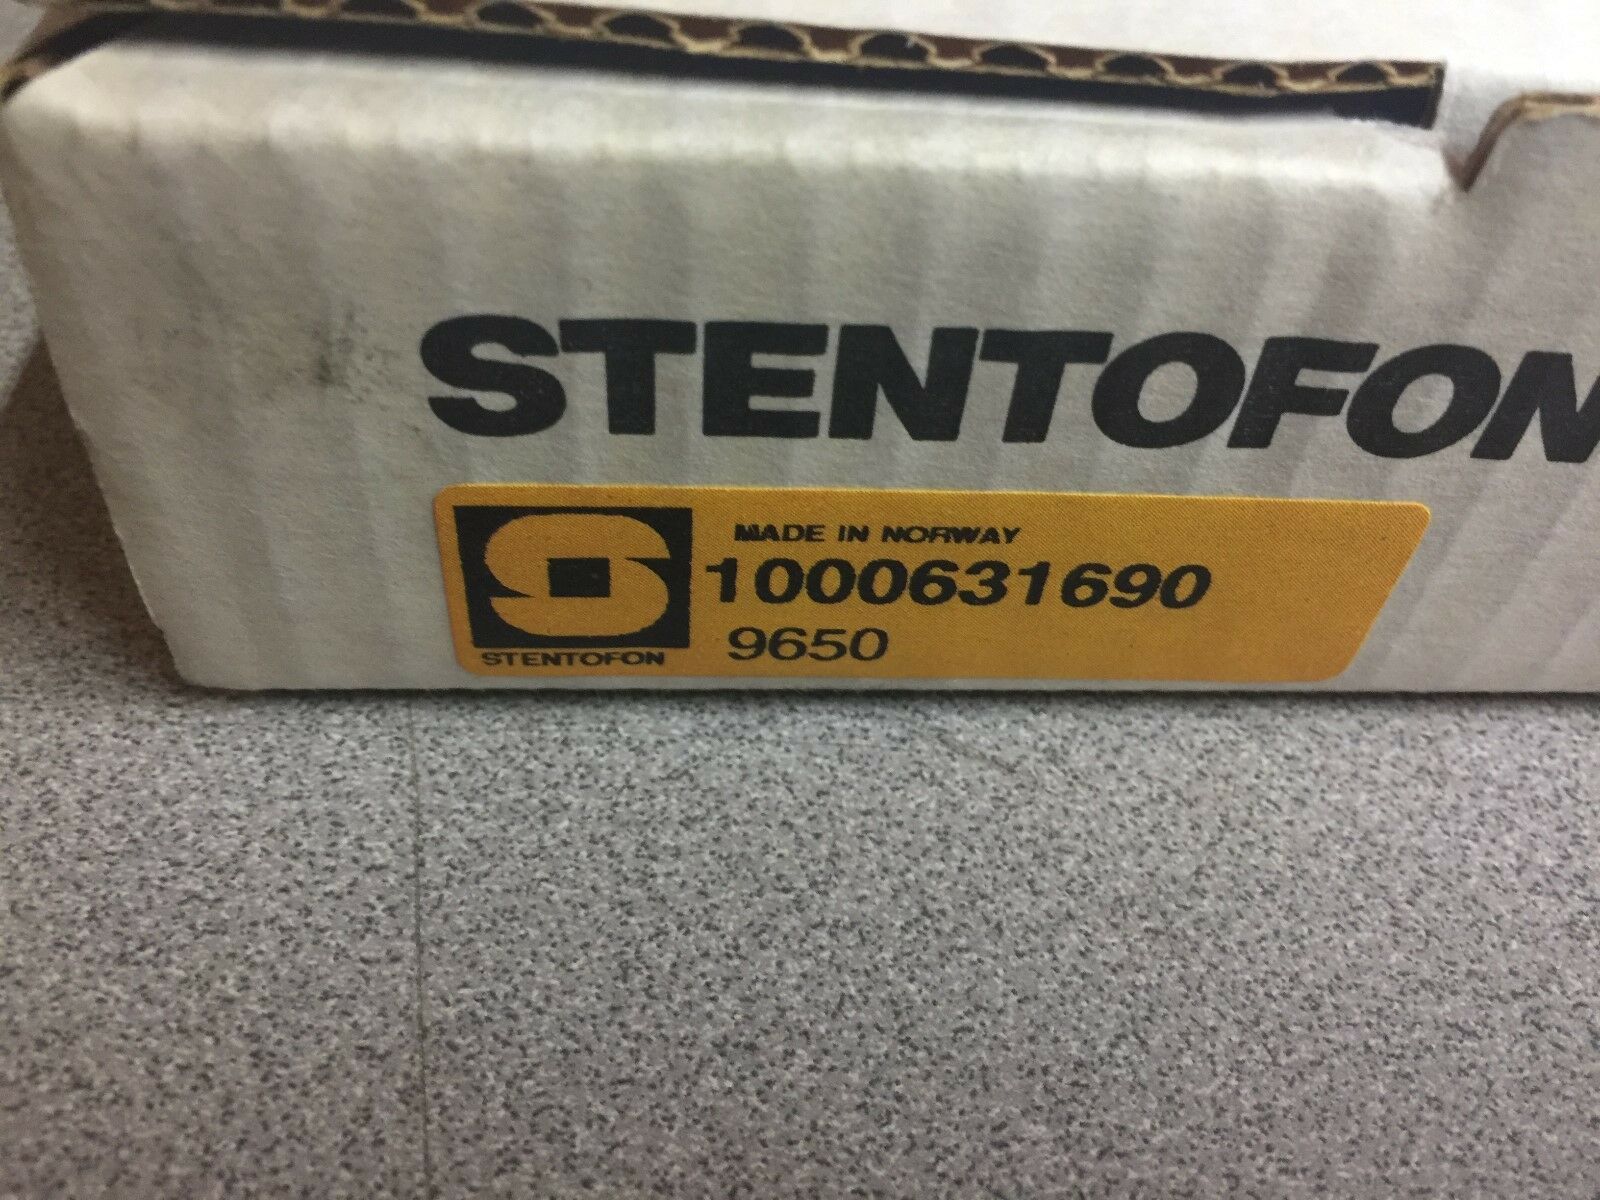 STENTOFON
MADE IN NORWAY
1000631690
9650
STENTOFON